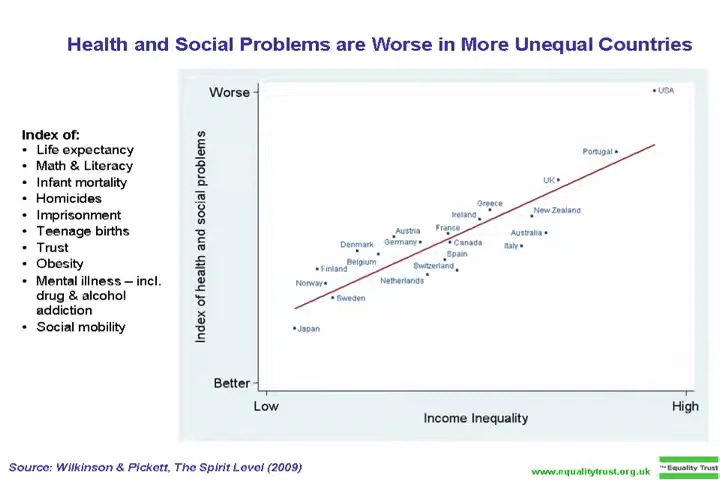 Health and Social Problems are Worse in More Unequal Countries
Index of:
• Life expectancy
• Math & Literacy
• Infant mortality
• Homicides
• Imprisonment
• Teenage births
• Trust
• Obesity
• Mental illness – incl.
drug & alcohol
addiction
• Social mobility
Index of health and social problems
Worse
Better
USA
Portugal
UK
Greece
New Zealand
Ireland
France
Australia
Austria
Germany
Canada
Italy
Denmark
Spain
Belgium
Switzerland
Finland
Netherlands
Norway
Sweden
Japan
Low
High
Income Inequality
Source: Wilkinson & Pickett, The Spirit Level (2009)
www.equalitytrust.org.uk
The Equality Trust